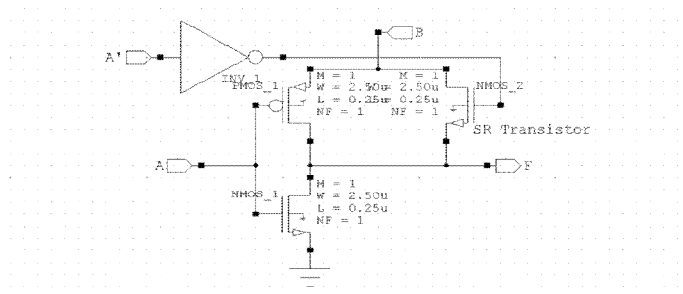 B
A'
INV_1
PMOS_1
M = 1
W = 2.50u
L = 0.25u
NF = 1
M = 1
W = 2.50u
L = 0.25u
NF = 1
NMOS_2
SR Transistor
A
F
NMOS_1
M = 1
W = 2.50u
L = 0.25u
NF = 1